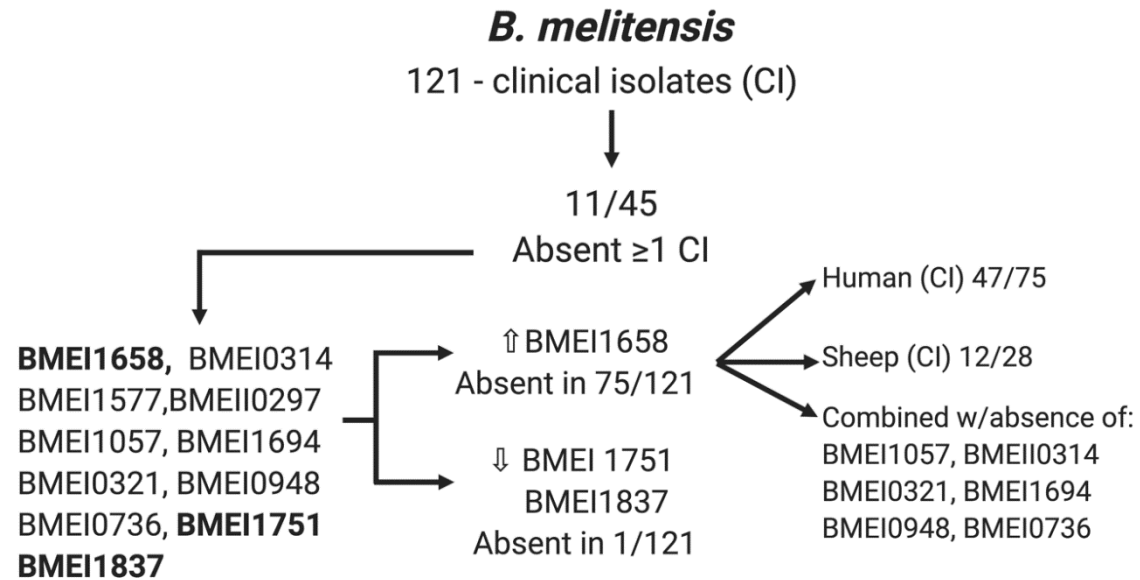 B. melitensis
121 - clinical isolates (CI)
11/45
Absent ≥1 CI
BMEI1658, BMEI0314
BMEI1577,BMEII0297
BMEI1057, BMEI1694
BMEI0321, BMEI0948
BMEI0736, BMEI1751
BMEI1837
⇧BMEI1658
Absent in 75/121
⇩ BMEI 1751
BMEI1837
Absent in 1/121
Human (CI) 47/75
Sheep (CI) 12/28
Combined w/absence of:
BMEI1057, BMEII0314
BMEI0321, BMEI1694
BMEI0948, BMEI0736